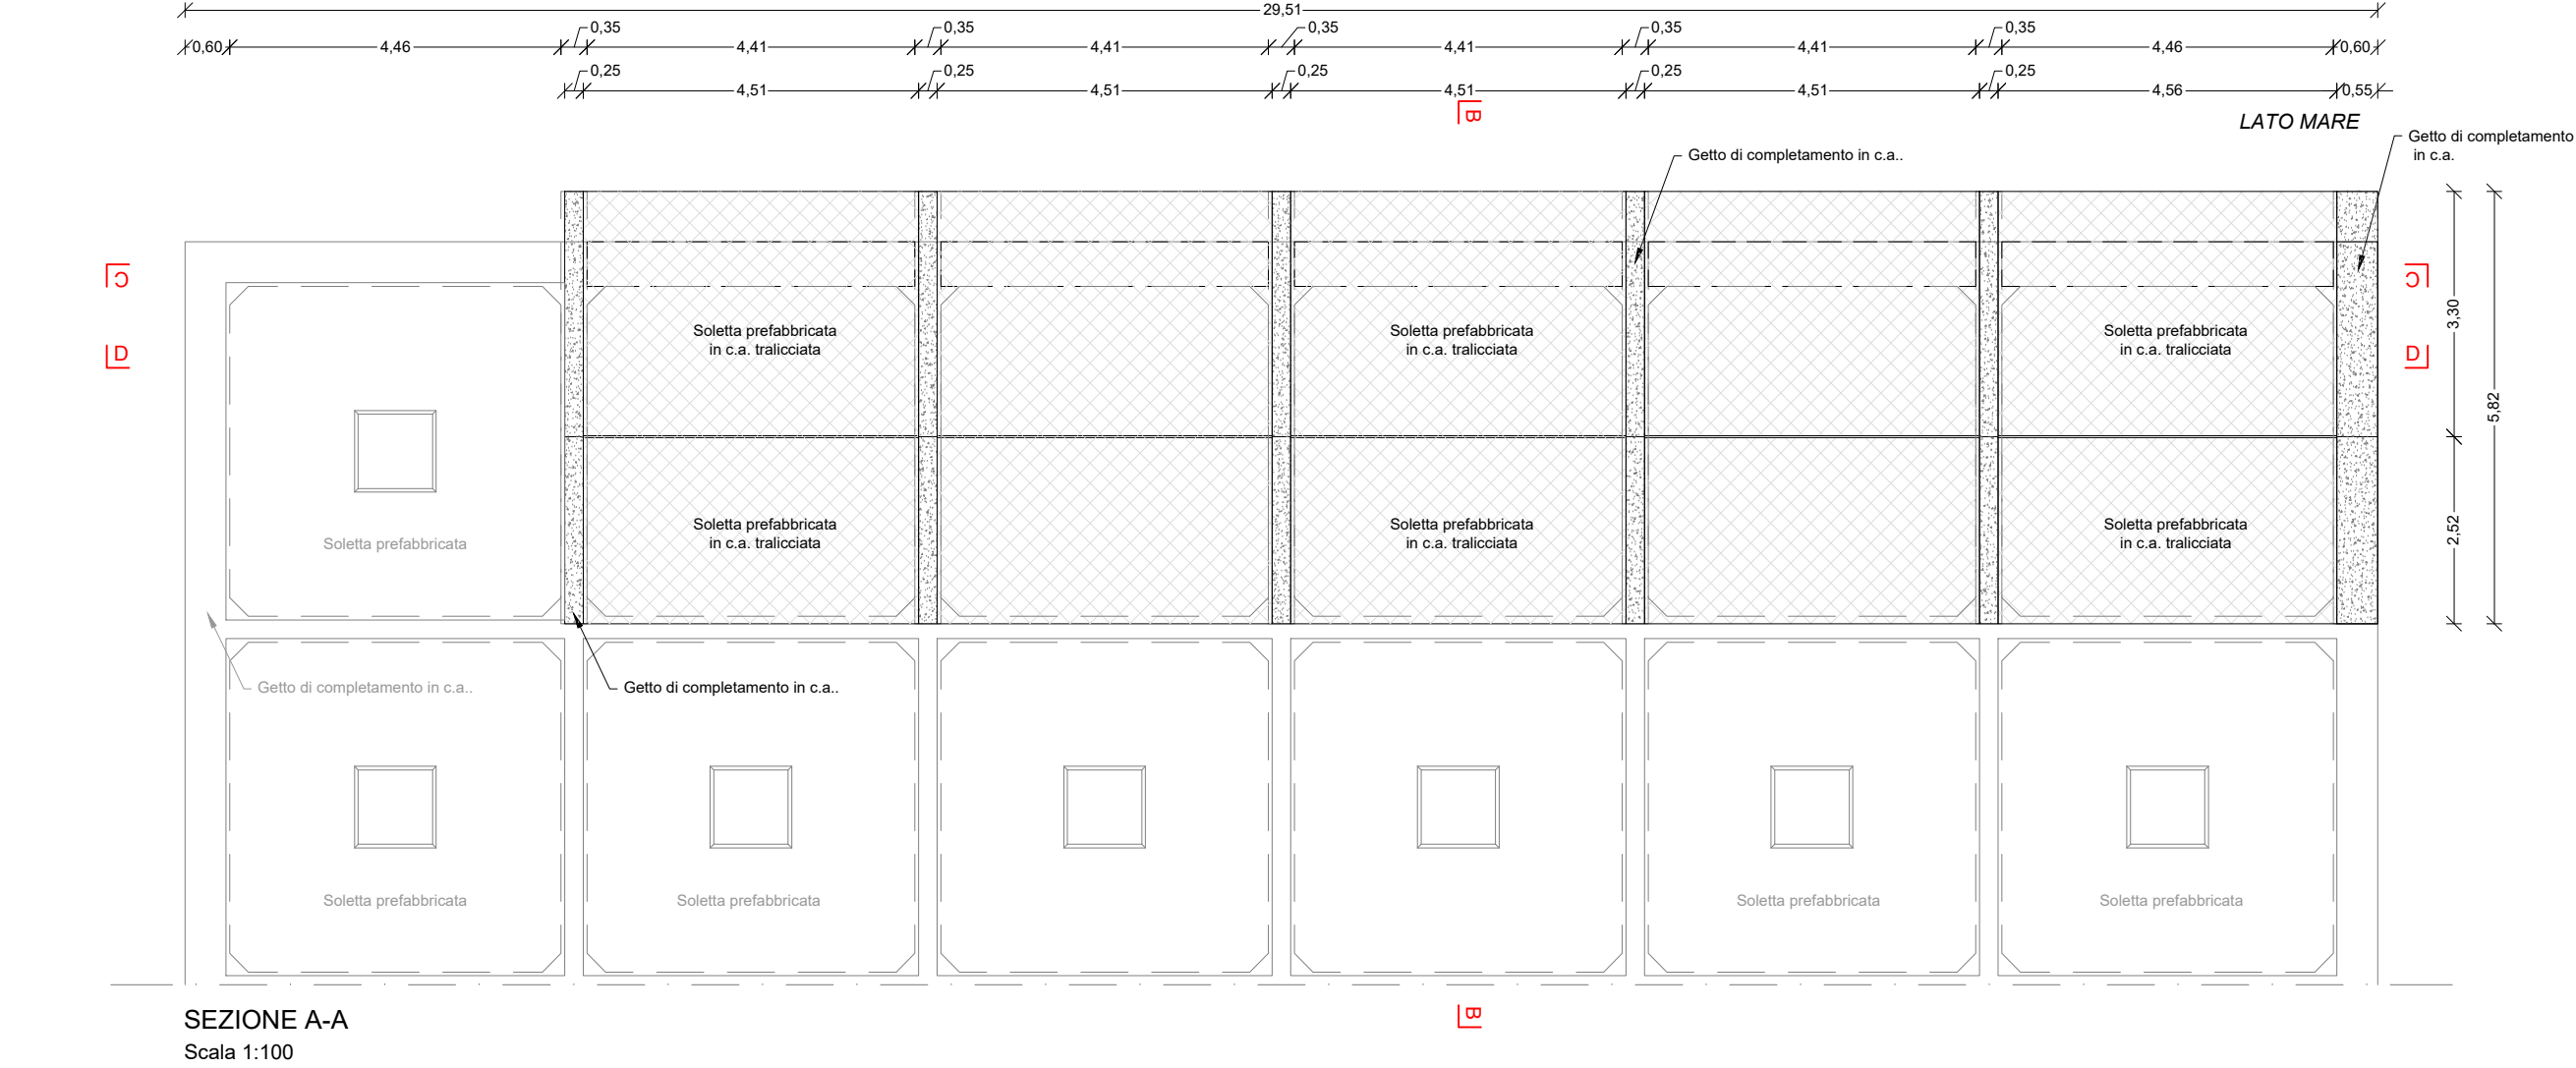 29,51
0,35 0,35 0,35 0,35 0,35
0,60 4,46 4,41 4,41 4,41 4,41 4,46 0,60
0,25 0,25 0,25 0,25 0,25
4,51 4,51 4,51 4,51 4,56 0,55
B
LATO MARE
Getto di completamento
in c.a.
Getto di completamento in c.a..
C C
Soletta prefabbricata Soletta prefabbricata Soletta prefabbricata
in c.a. tralicciata in c.a. tralicciata in c.a. tralicciata
D D
3,30
5,82
2,52
Soletta prefabbricata Soletta prefabbricata Soletta prefabbricata
in c.a. tralicciata in c.a. tralicciata in c.a. tralicciata
Soletta prefabbricata
Getto di completamento in c.a.. Getto di completamento in c.a..
Soletta prefabbricata Soletta prefabbricata Soletta prefabbricata Soletta prefabbricata
B
SEZIONE A-A
Scala 1:100